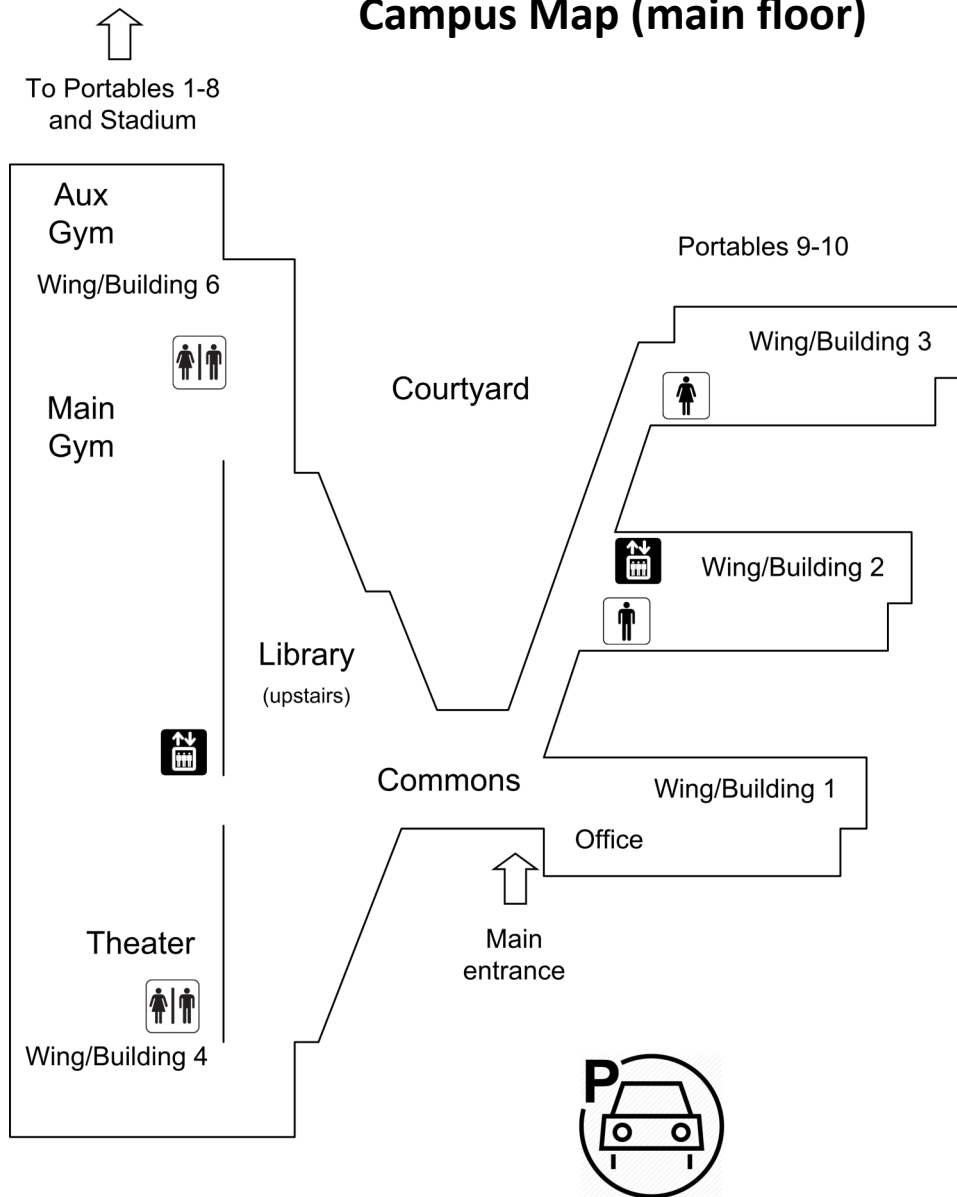 Campus Map (main floor)
To Portables 1-8
and Stadium
Aux
Gym
Wing/Building 6
Main
Gym
Courtyard
Portables 9-10
Wing/Building 3
Wing/Building 2
Library
(upstairs)
Commons
Wing/Building 1
Office
Main
entrance
Theater
Wing/Building 4
P